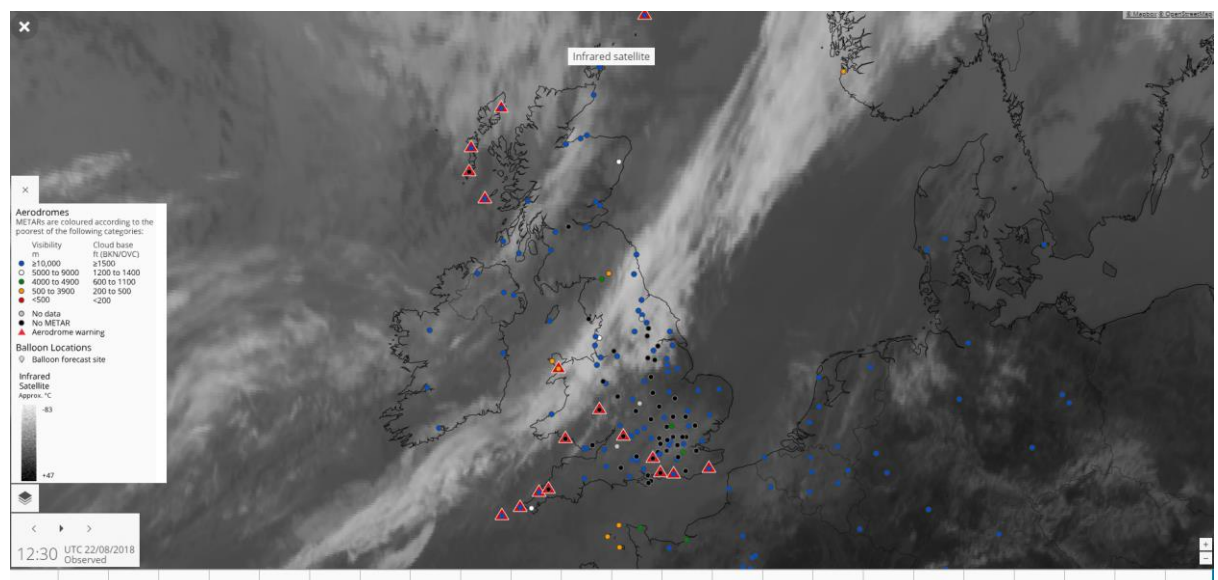 © Mapbox © OpenStreetMap
Infrared satellite
Aerodromes
METARs are coloured according to the
poorest of the following categories:
Visibility Cloud base
m ft (BKN/OVC)
≥10,000 ≥1500
5000 to 9000 1200 to 1400
4000 to 4900 600 to 1100
500 to 3900 200 to 500
<500 <200
No data
No METAR
Aerodrome warning
Balloon Locations
Balloon forecast site
Infrared
Satellite
Approx. °C
-83
+47
12:30 UTC 22/08/2018
Observed